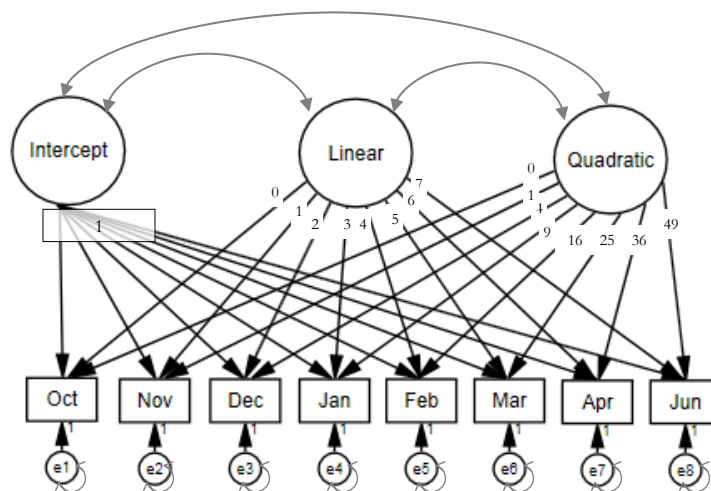 Intercept
Linear
Quadratic
1
0
1
2
3
4
5
6
7
0
1
4
9
16
25
36
49
Oct
Nov
Dec
Jan
Feb
Mar
Apr
Jun
1
1
1
1
1
1
1
1
e1
e2
e3
e4
e5
e6
e7
e8